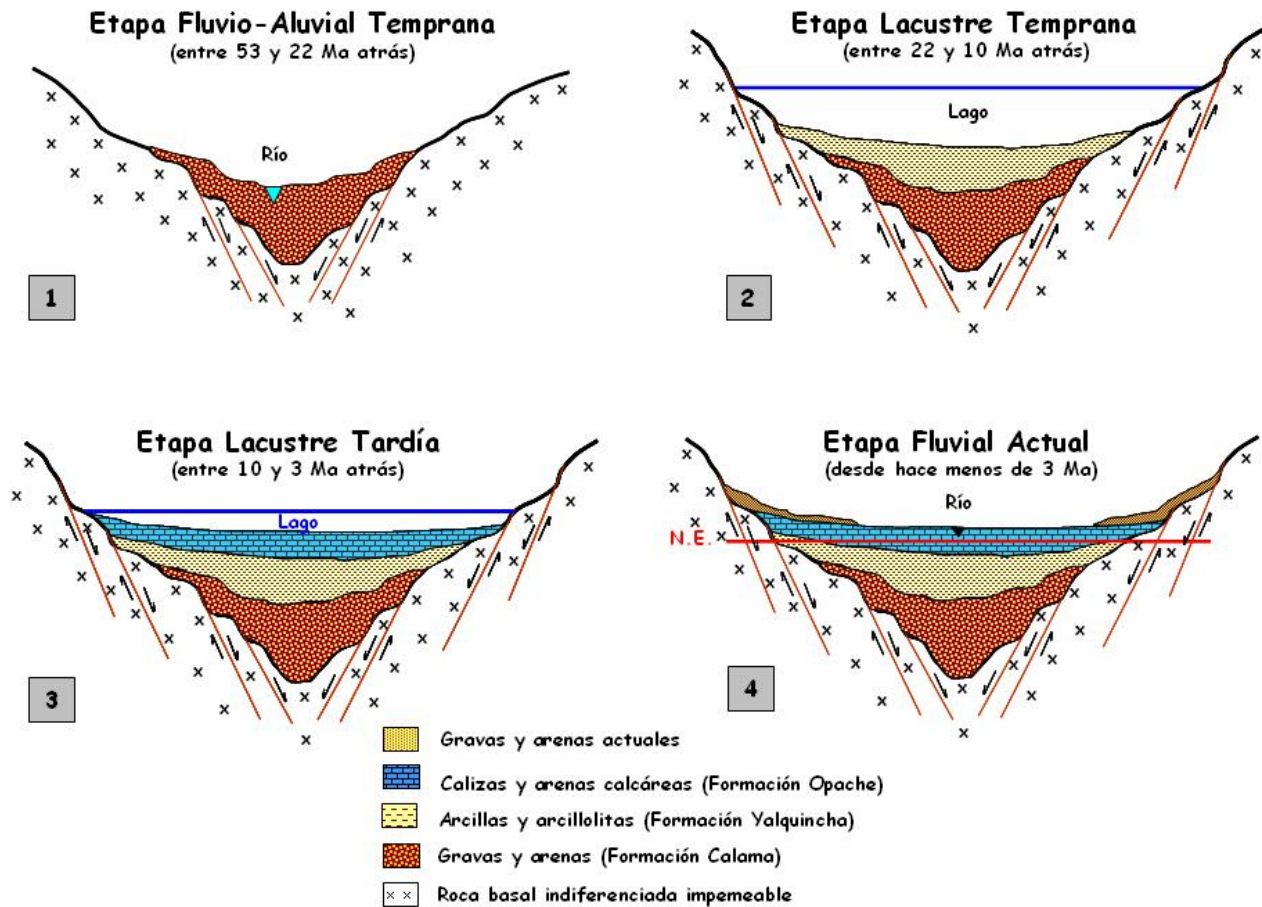 Etapa Fluvio-Aluvial Temprana
(entre 53 y 22 Ma atrás)
Río
1
Etapa Lacustre Temprana
(entre 22 y 10 Ma atrás)
Lago
2
Etapa Lacustre Tardía
(entre 10 y 3 Ma atrás)
Lago
3
Etapa Fluvial Actual
(desde hace menos de 3 Ma)
Río
N.E.
4
Gravas y arenas actuales
Calizas y arenas calcáreas (Formación Opache)
Arcillas y arcillolitas (Formación Yalquincha)
Gravas y arenas (Formación Calama)
Roca basal indiferenciada impemeable